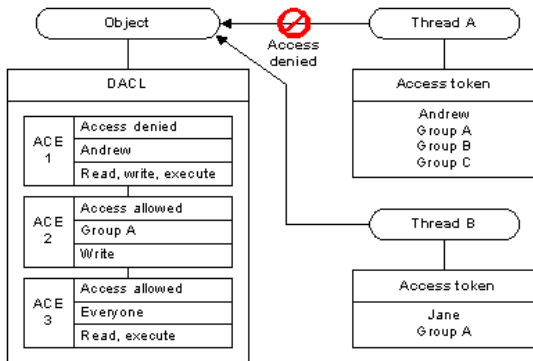 Object
Access
denied
Thread A
DACL
ACE
1
Access denied
Andrew
Read, write, execute
ACE
2
Access allowed
Group A
Write
ACE
3
Access allowed
Everyone
Read, execute
Access token
Andrew
Group A
Group B
Group C
Thread B
Access token
Jane
Group A